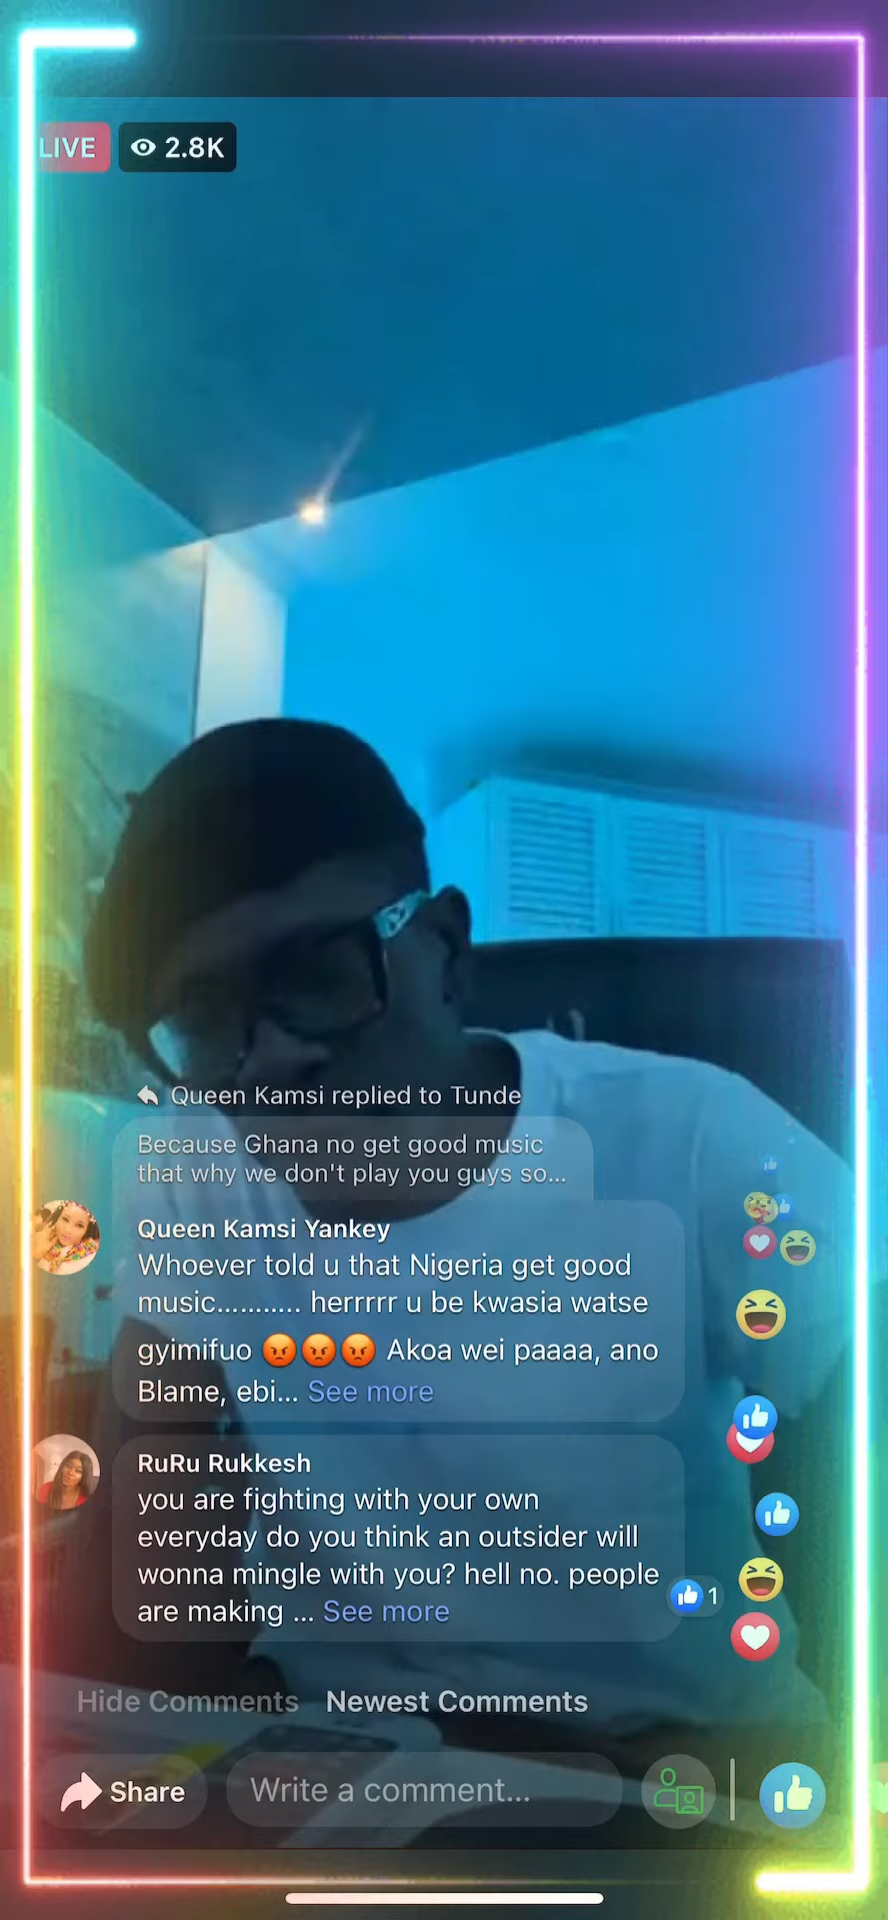 LIVE 2.8K
Queen Kamsi replied to Tunde
Because Ghana no get good music
that why we don't play you guys so...
Queen Kamsi Yankey
Whoever told u that Nigeria get good
music........... herrrrr u be kwasia watse
gyimifuo 😡😡😡 Akoa wei paaaa, ano
Blame, ebi... See more
RuRu Rukkesh
you are fighting with your own
everyday do you think an outsider will
wonna mingle with you? hell no. people
are making ... See more
1
Hide Comments Newest Comments
Share Write a comment...